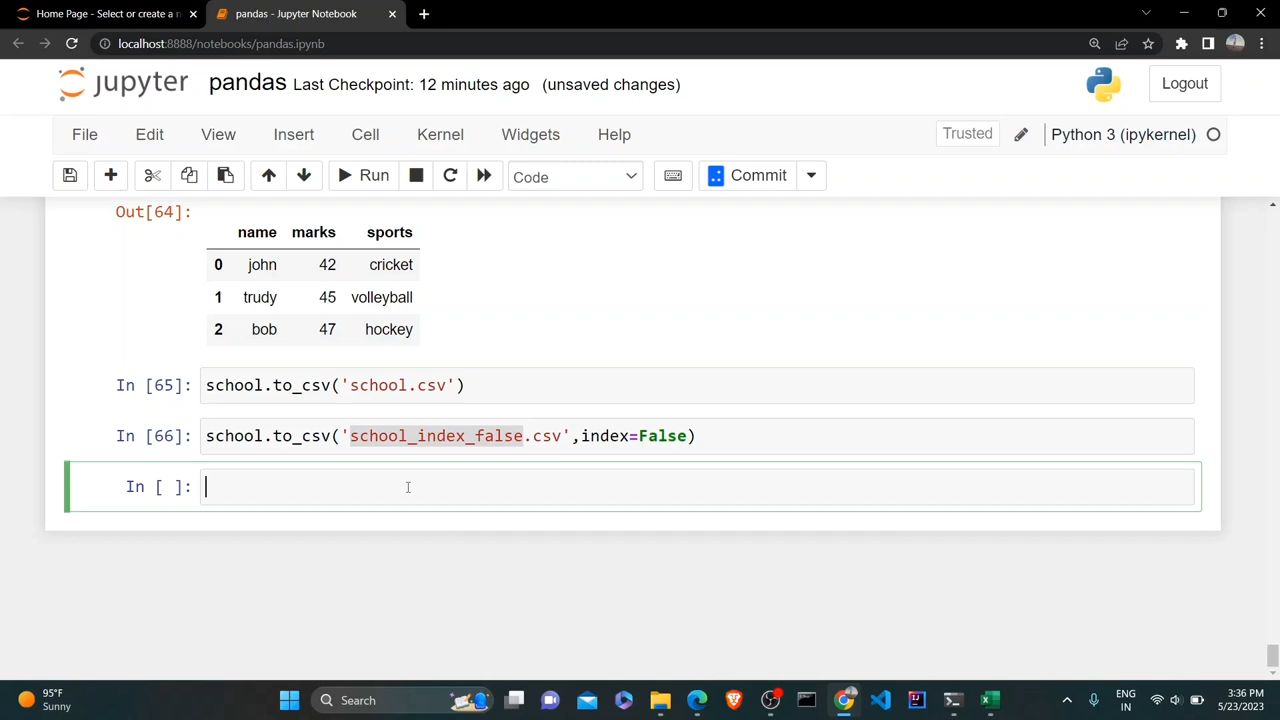 Home Page - Select or create a n
pandas - Jupyter Notebook
localhost:8888/notebooks/pandas.ipynb
jupyter pandas Last Checkpoint: 12 minutes ago (unsaved changes) Logout
File Edit View Insert Cell Kernel Widgets Help Trusted Python 3 (ipykernel)
Run Code Commit
Out[64]:
name marks sports
0 john 42 cricket
1 trudy 45 volleyball
2 bob 47 hockey
In [65]: school.to_csv('school.csv')
In [66]: school.to_csv('school_index_false.csv',index=False)
In [ ]:
95°F
Sunny
Search
ENG
IN
3:36 PM
5/23/2023